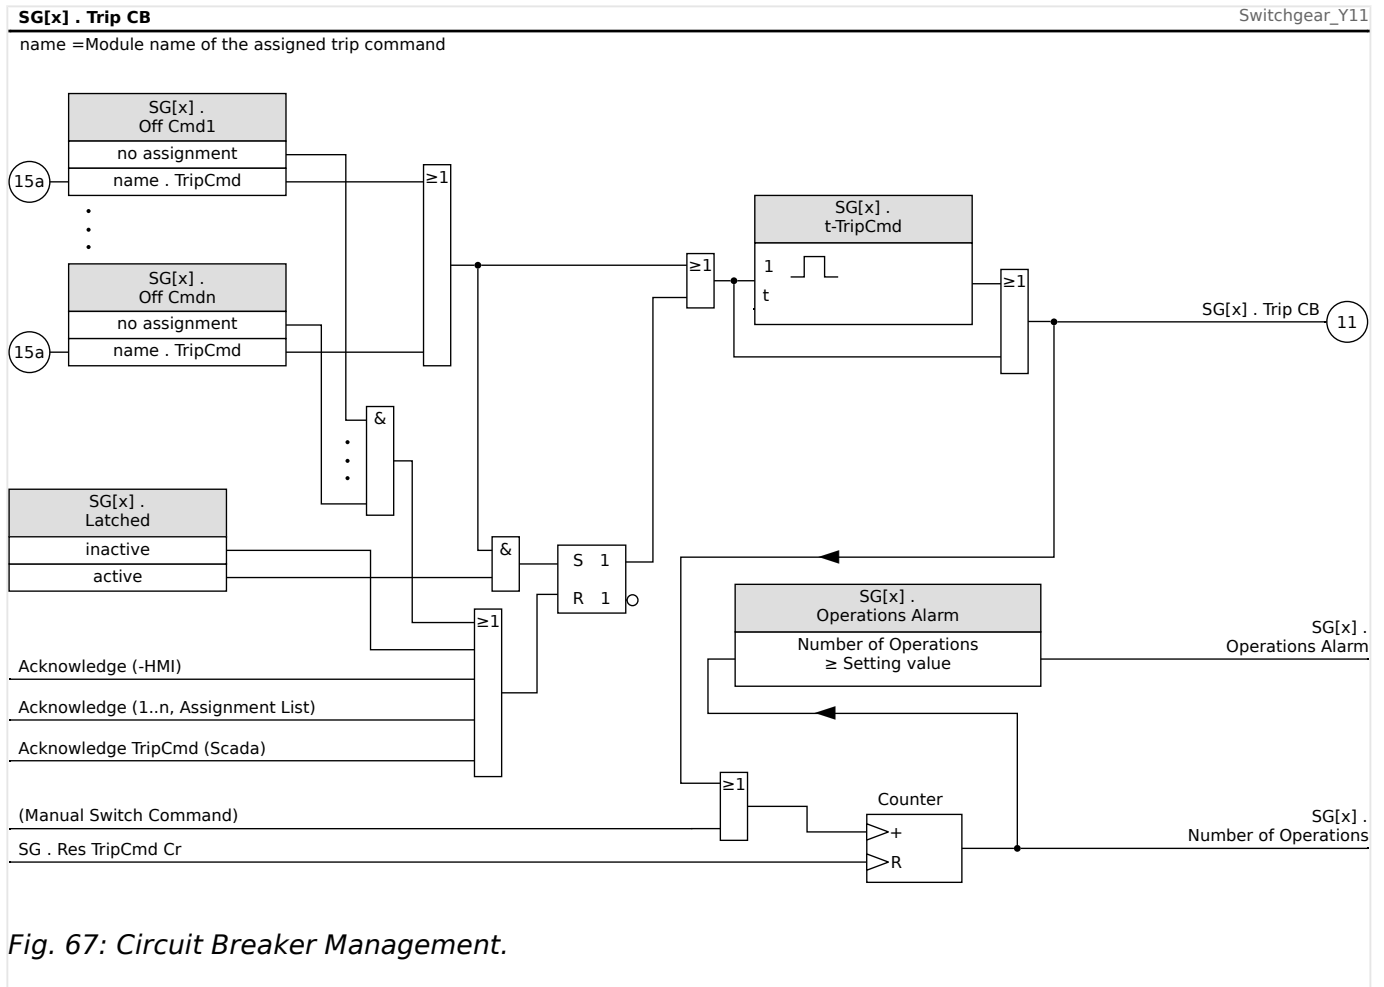 SG[x] . Trip CB
Switchgear_Y11
name =Module name of the assigned trip command
SG[x] .
Off Cmd1
no assignment
15a
name . TripCmd
≥1
SG[x] .
Off Cmdn
no assignment
15a
name . TripCmd
≥1
SG[x] .
t-TripCmd
1
t
≥1
SG[x] . Trip CB
11
&
SG[x] .
Latched
inactive
active
&
S 1
R 1
≥1
Acknowledge (-HMI)
Acknowledge (1..n, Assignment List)
Acknowledge TripCmd (Scada)
SG[x] .
Operations Alarm
Number of Operations
≥ Setting value
SG[x] .
Operations Alarm
≥1
(Manual Switch Command)
SG . Res TripCmd Cr
Counter
+
R
SG[x] .
Number of Operations
Fig. 67: Circuit Breaker Management.